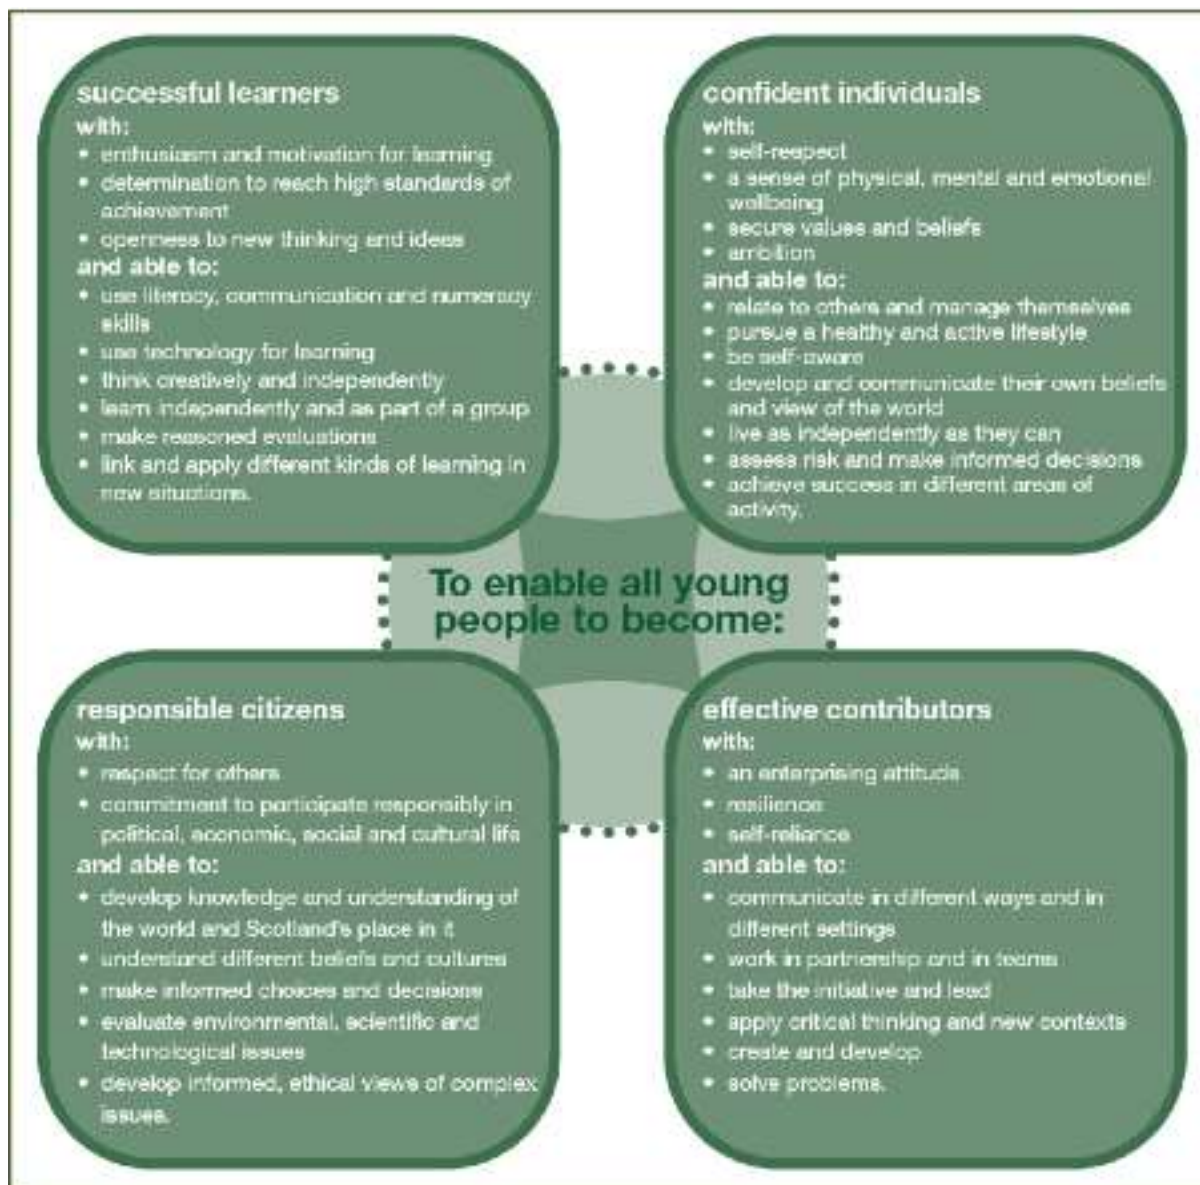 successful learners
with:
• enthusiasm and motivation for learning
• determination to reach high standards of
achievement
• openness to new thinking and ideas
and able to:
• use literacy, communication and numeracy
skills
• use technology for learning
• think creatively and independently
• learn independently and as part of a group
• make reasoned evaluations
• link and apply different kinds of learning in
new situations.
confident individuals
with:
• self-respect
• a sense of physical, mental and emotional
wellbeing
• secure values and beliefs
• ambition
and able to:
• relate to others and manage themselves
• pursue a healthy and active lifestyle
• be self-aware
• develop and communicate their own beliefs
and view of the world
• live as independently as they can
• assess risk and make informed decisions
• achieve success in different areas of
activity.
To enable all young
people to become:
responsible citizens
with:
• respect for others
• commitment to participate responsibly in
political, economic, social and cultural life
and able to:
• develop knowledge and understanding of
the world and Scotland's place in it
• understand different beliefs and cultures
• make informed choices and decisions
• evaluate environmental, scientific and
technological issues
• develop informed, ethical views of complex
issues.
effective contributors
with:
• an enterprising attitude
• resilience
• self-reliance
and able to:
• communicate in different ways and in
different settings
• work in partnership and in teams
• take the initiative and lead
• apply critical thinking and new contexts
• create and develop
• solve problems.